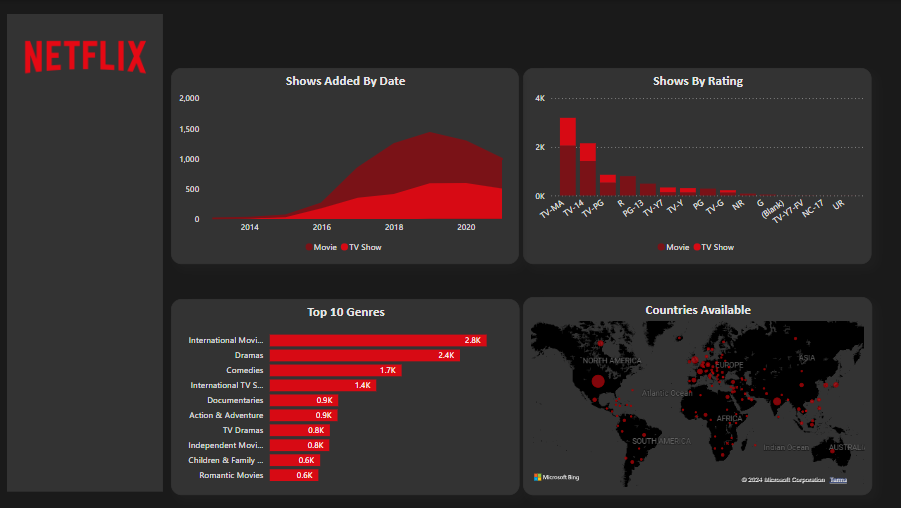 NETFLIX
Shows Added By Date
2,000
1,500
1,000
500
0
2014 2016 2018 2020
Movie TV Show
Shows By Rating
4K
2K
0K
TV-MA TV-14 TV-PG R PG-13 TV-Y7 TV-Y PG TV-G NR G (Blank) TV-Y7-FV NC-17 UR
Movie TV Show
Top 10 Genres
International Movi... 2.8K
Dramas 2.4K
Comedies 1.7K
International TV S... 1.4K
Documentaries 0.9K
Action & Adventure 0.9K
TV Dramas 0.8K
Independent Movi... 0.8K
Children & Family ... 0.6K
Romantic Movies 0.6K
Countries Available
NORTH AMERICA
EUROPE
ASIA
Atlantic Ocean
AFRICA
SOUTH AMERICA
Indian Ocean
AUSTRALI
Microsoft Bing
© 2024 Microsoft Corporation Terms